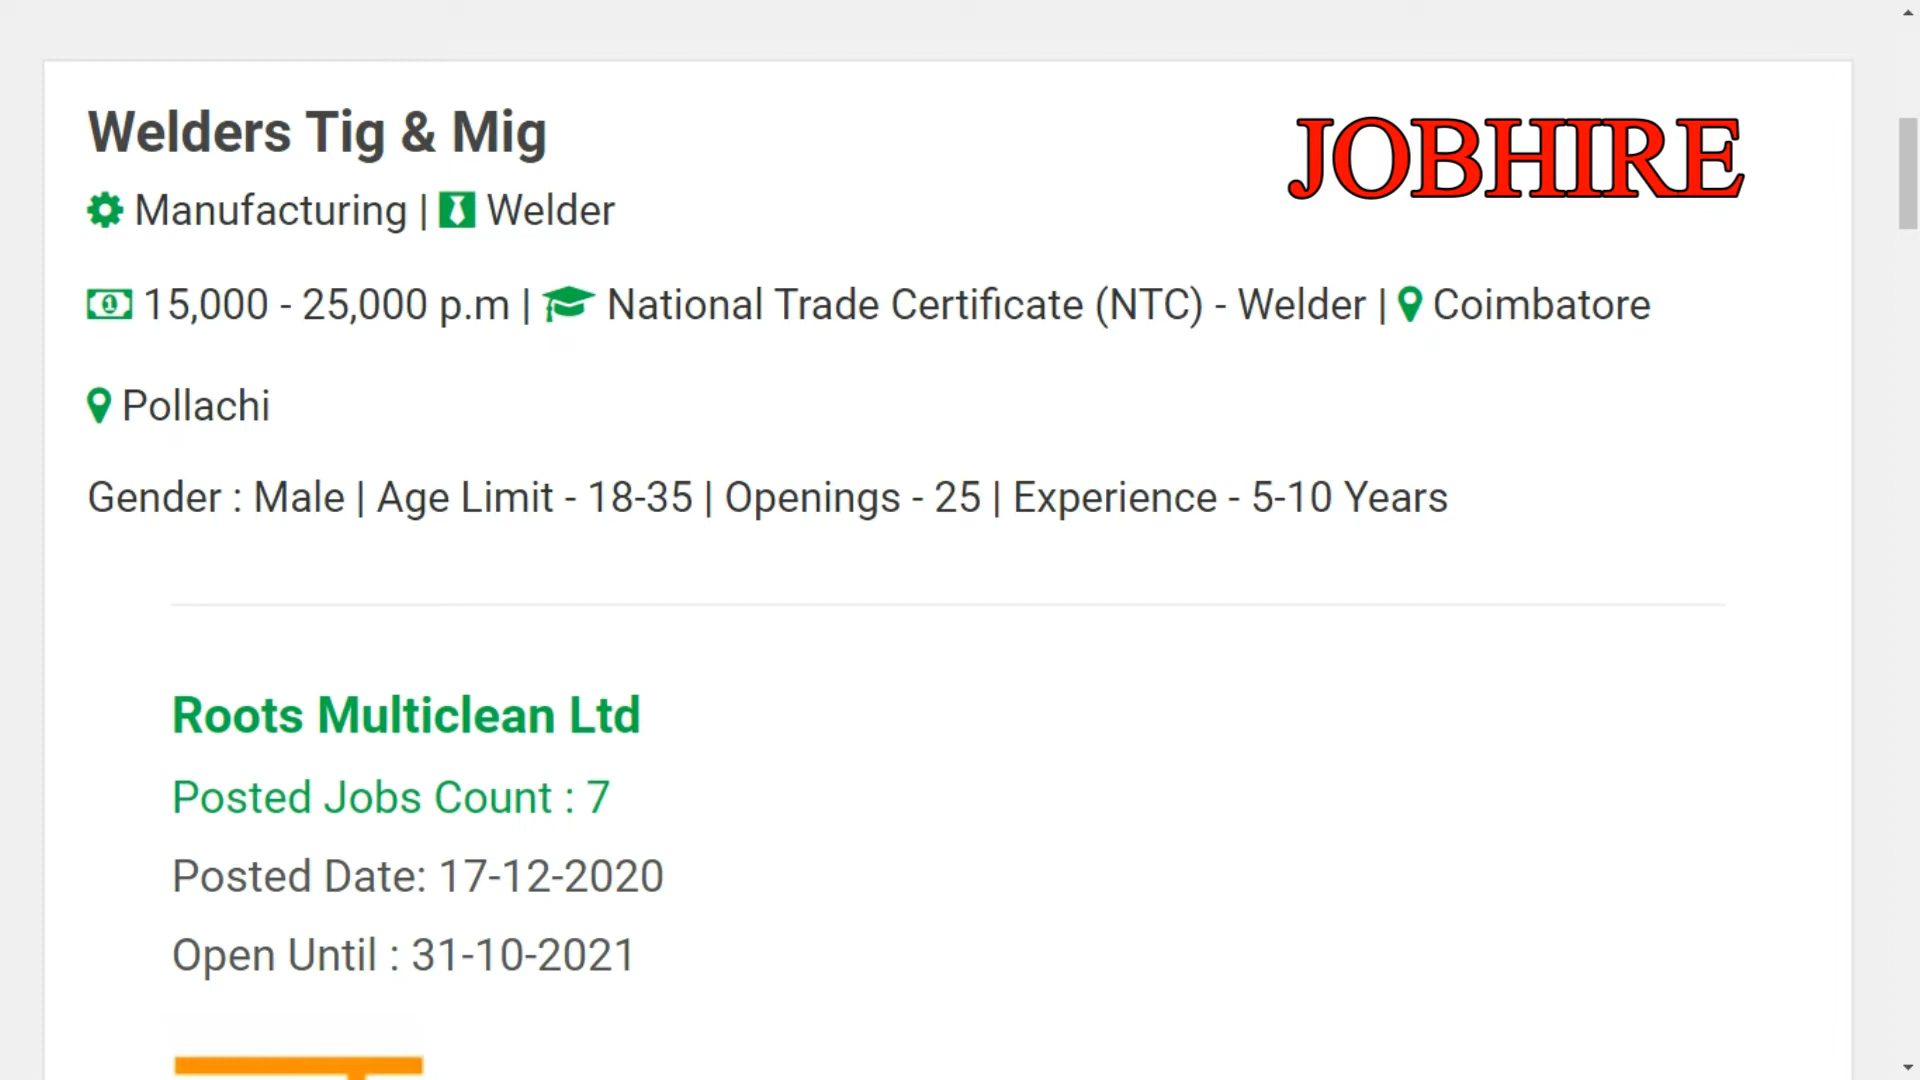 Welders Tig & Mig
JOBHIRE
Manufacturing | Welder
15,000 - 25,000 p.m | National Trade Certificate (NTC) - Welder | Coimbatore
Pollachi
Gender : Male | Age Limit - 18-35 | Openings - 25 | Experience - 5-10 Years
Roots Multiclean Ltd
Posted Jobs Count : 7
Posted Date: 17-12-2020
Open Until : 31-10-2021